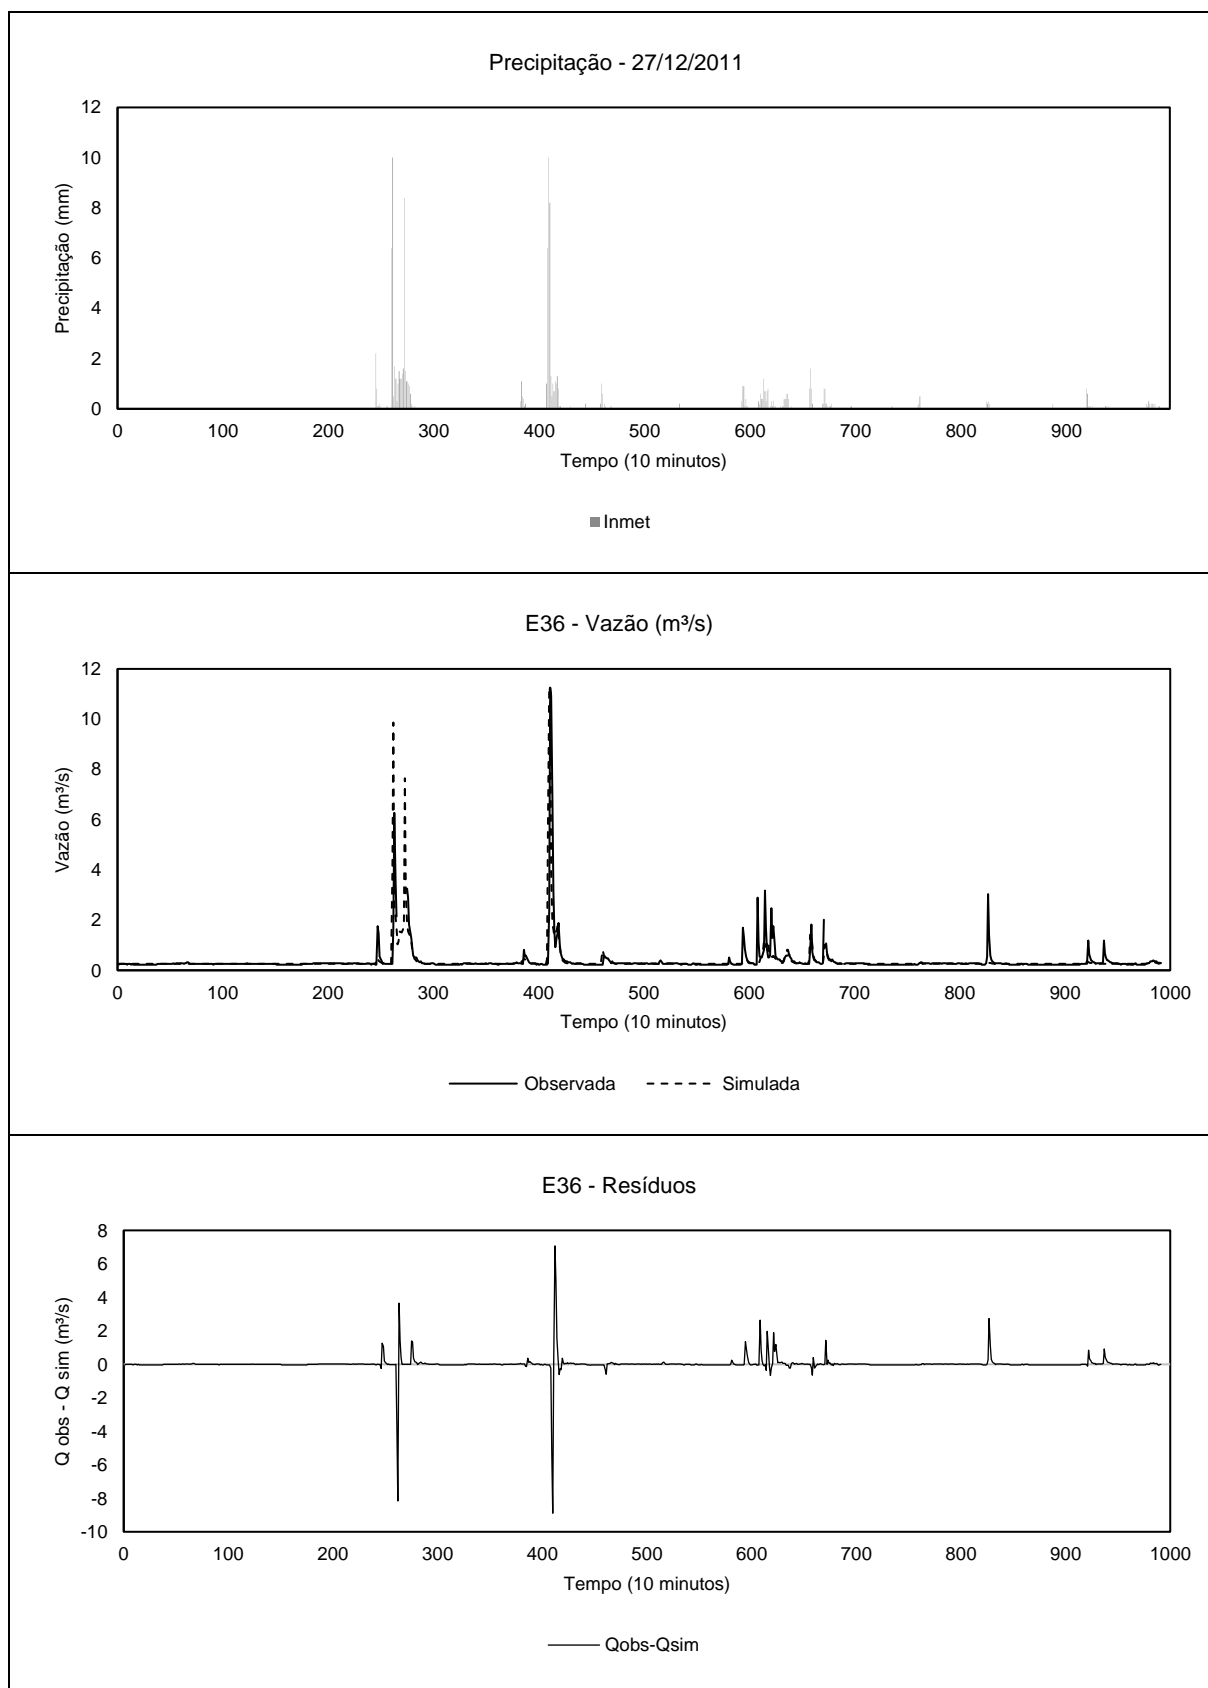 Precipitação - 27/12/2011
12
10
8
6
4
2
0
Precipitação (mm)
0 100 200 300 400 500 600 700 800 900
Tempo (10 minutos)
Inmet
E36 - Vazão (m³/s)
12
10
8
6
4
2
0
Vazão (m³/s)
0 100 200 300 400 500 600 700 800 900 1000
Tempo (10 minutos)
Observada Simulada
E36 - Resíduos
8
6
4
2
0
-2
-4
-6
-8
-10
Q obs - Q sim (m³/s)
0 100 200 300 400 500 600 700 800 900 1000
Tempo (10 minutos)
Qobs-Qsim